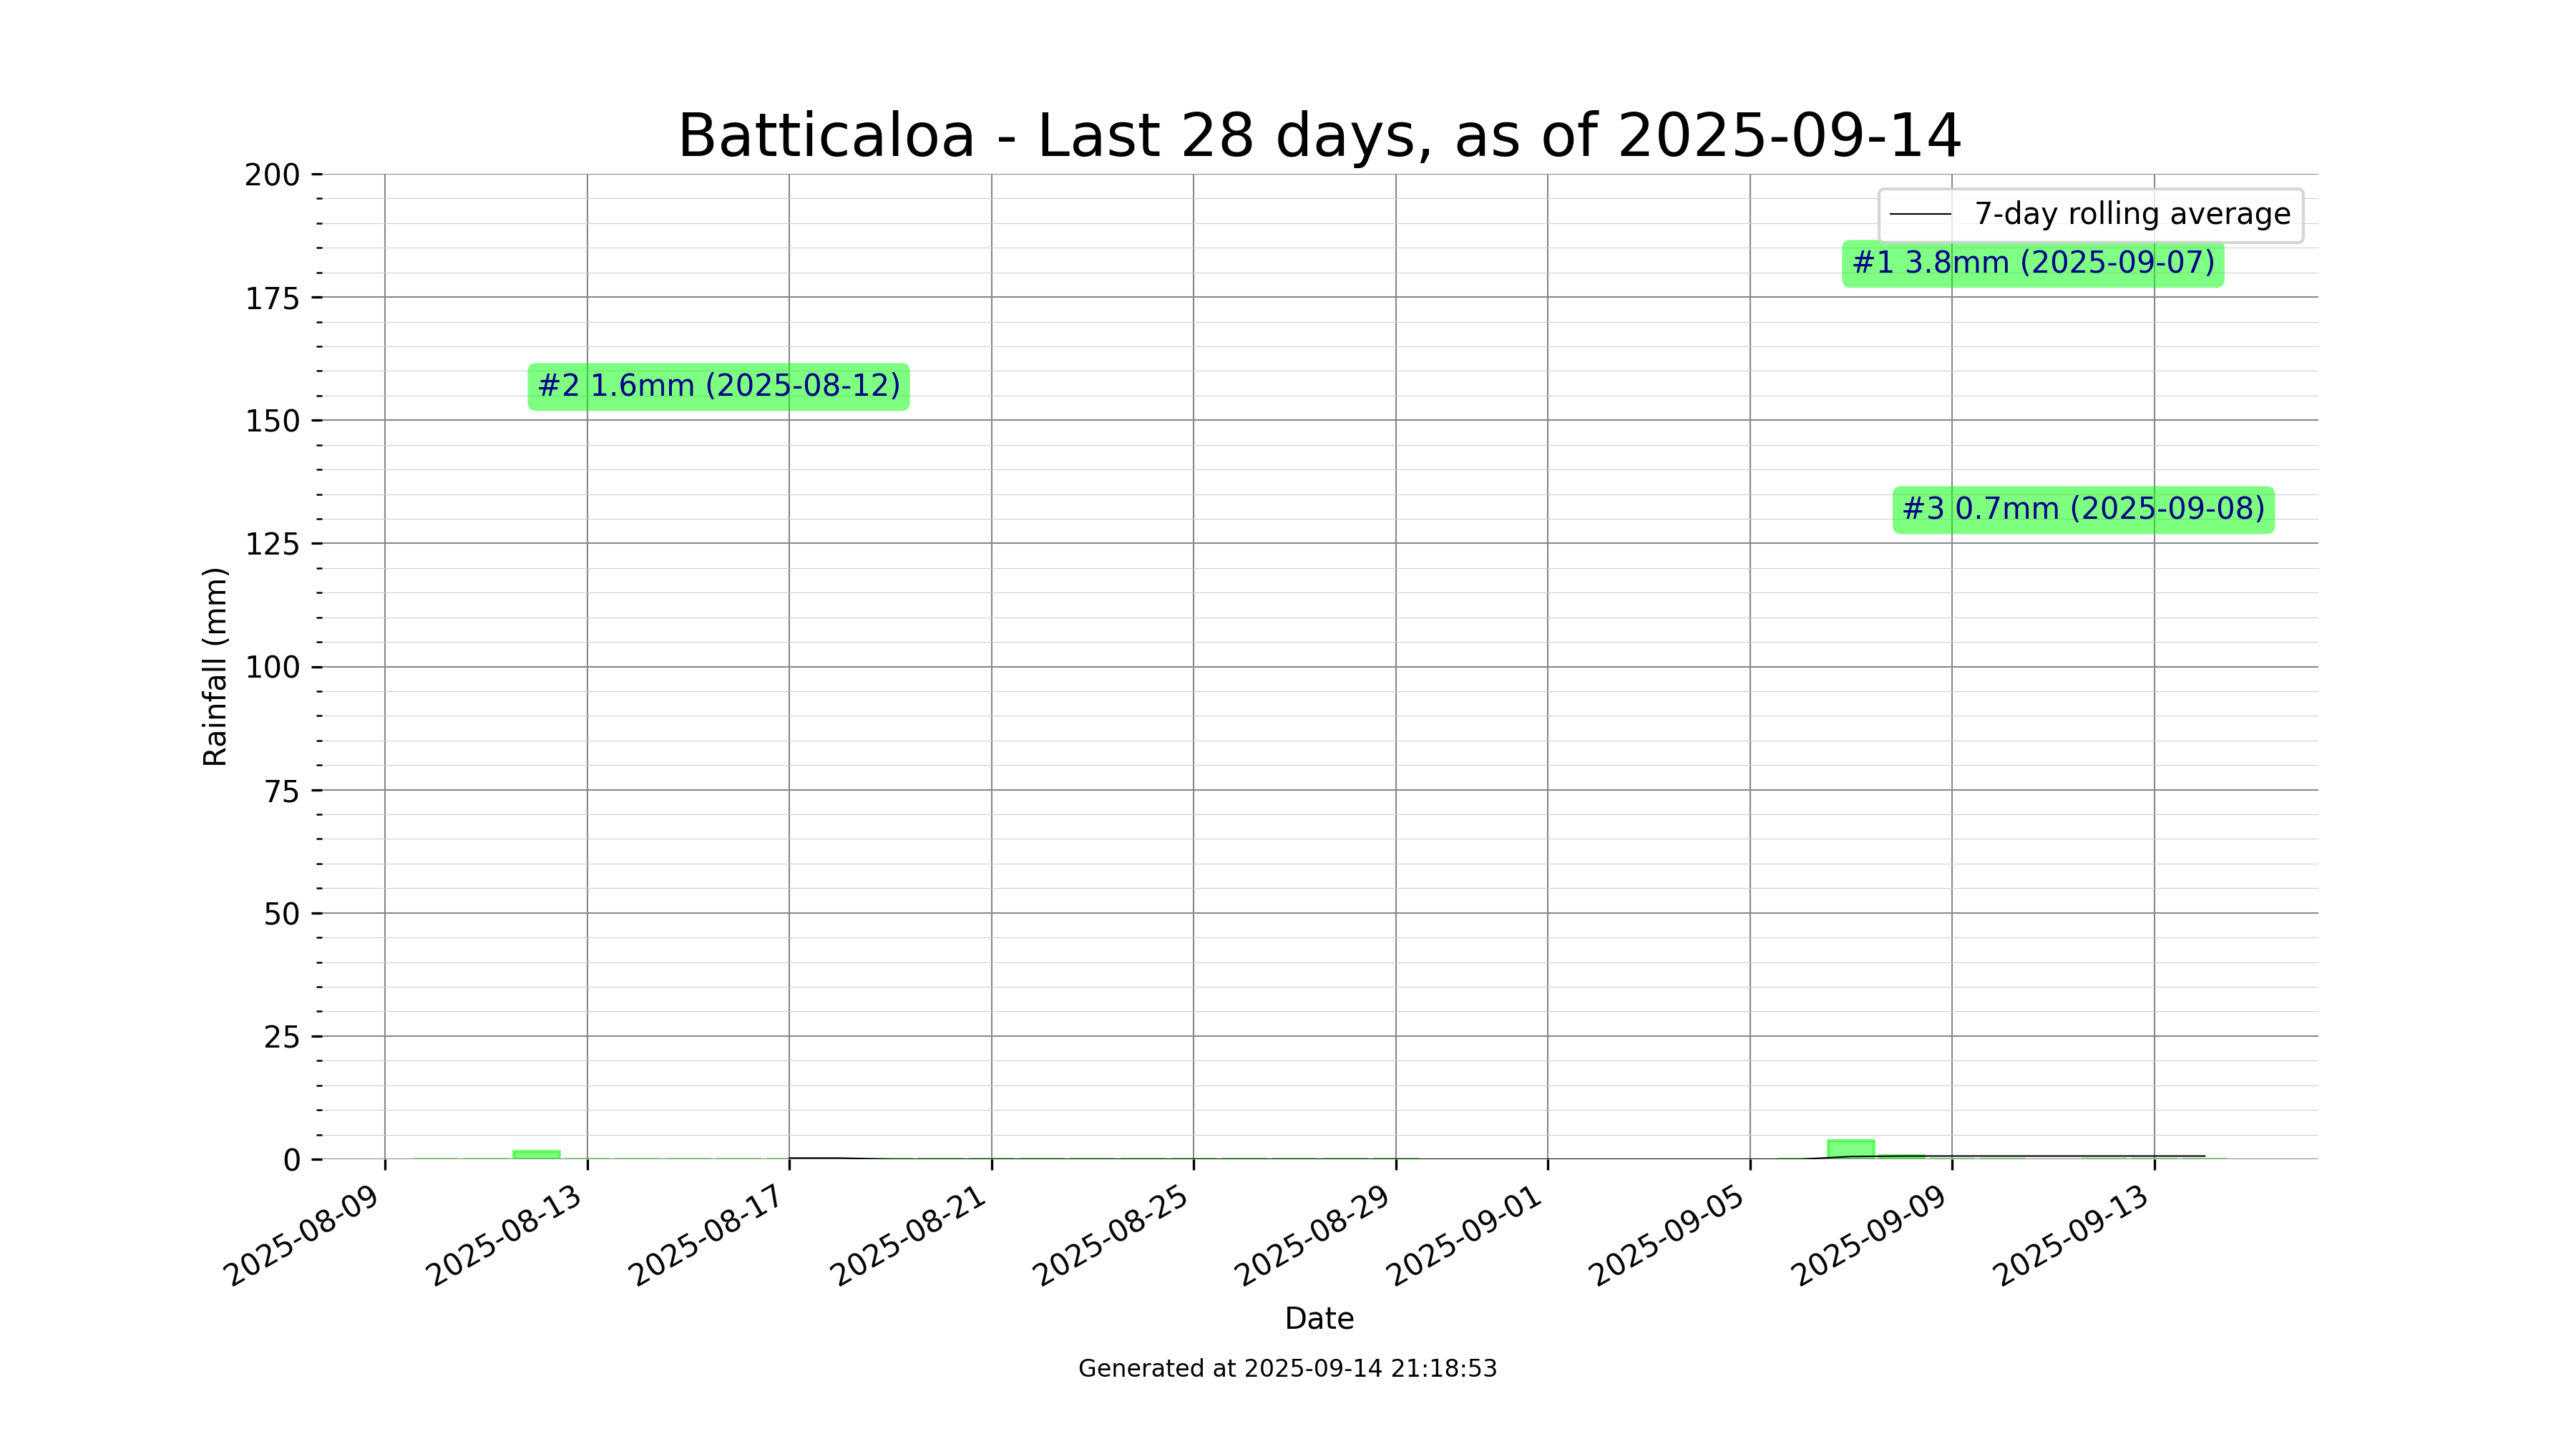 Batticaloa - Last 28 days, as of 2025-09-14
200
175
150
125
100
75
50
25
0
Rainfall (mm)
7-day rolling average
#1 3.8mm (2025-09-07)
#2 1.6mm (2025-08-12)
#3 0.7mm (2025-09-08)
2025-08-09
2025-08-13
2025-08-17
2025-08-21
2025-08-25
2025-08-29
2025-09-01
2025-09-05
2025-09-09
2025-09-13
Date
Generated at 2025-09-14 21:18:53